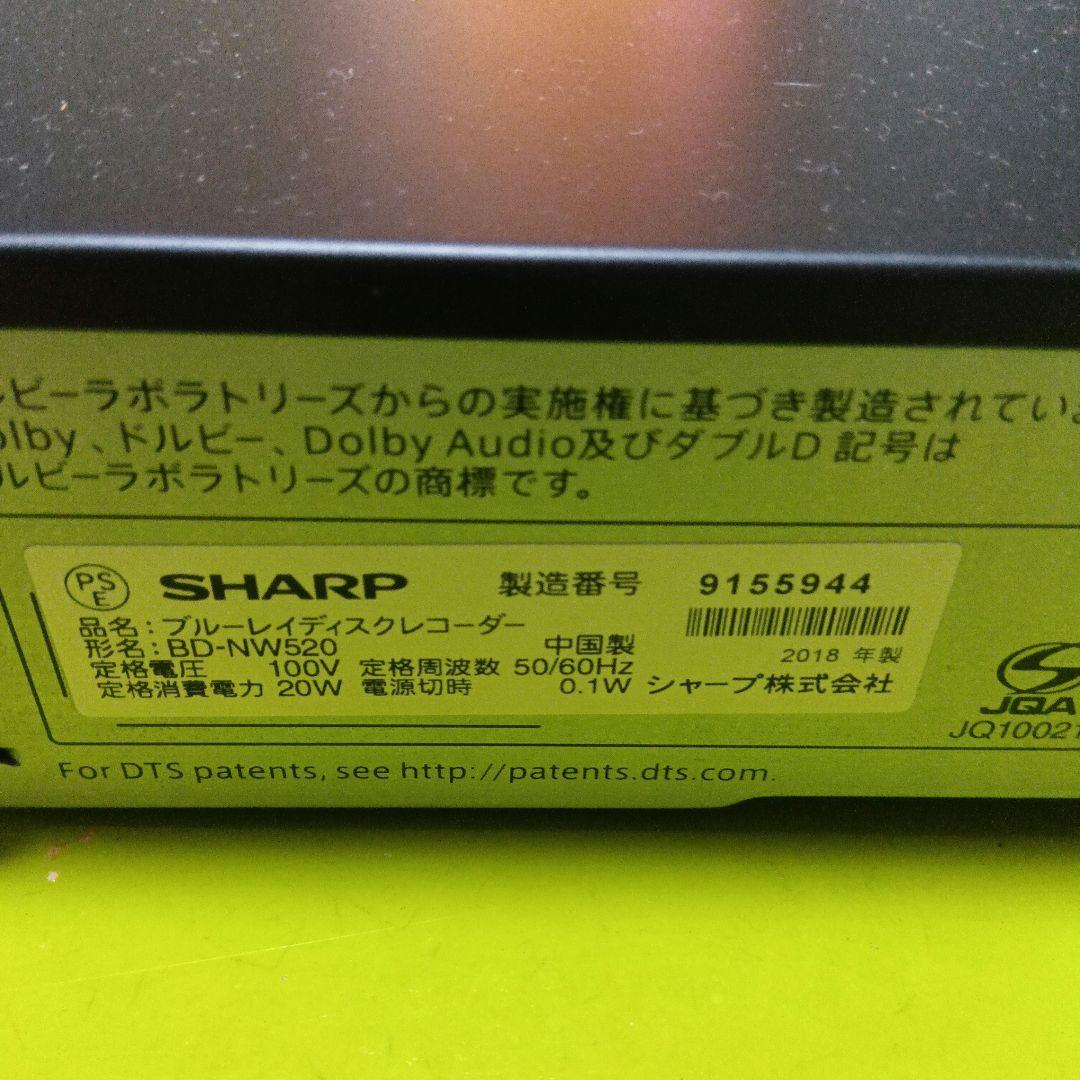 ルビーラボラトリーズからの実施権に基づき製造されてい
olby、ドルビー、Dolby Audio及びダブルD 記号は
ルビーラボラトリーズの商標です。
PSE SHARP 製造番号 9155944
品名：ブルーレイディスクレコーダー
形名：BD-NW520 中国製
2018 年製
定格電圧 100V 定格周波数 50/60Hz
定格消費電力 20W 電源切時 0.1W シャープ株式会社
JQA
JQ10021
For DTS patents, see http://patents.dts.com.